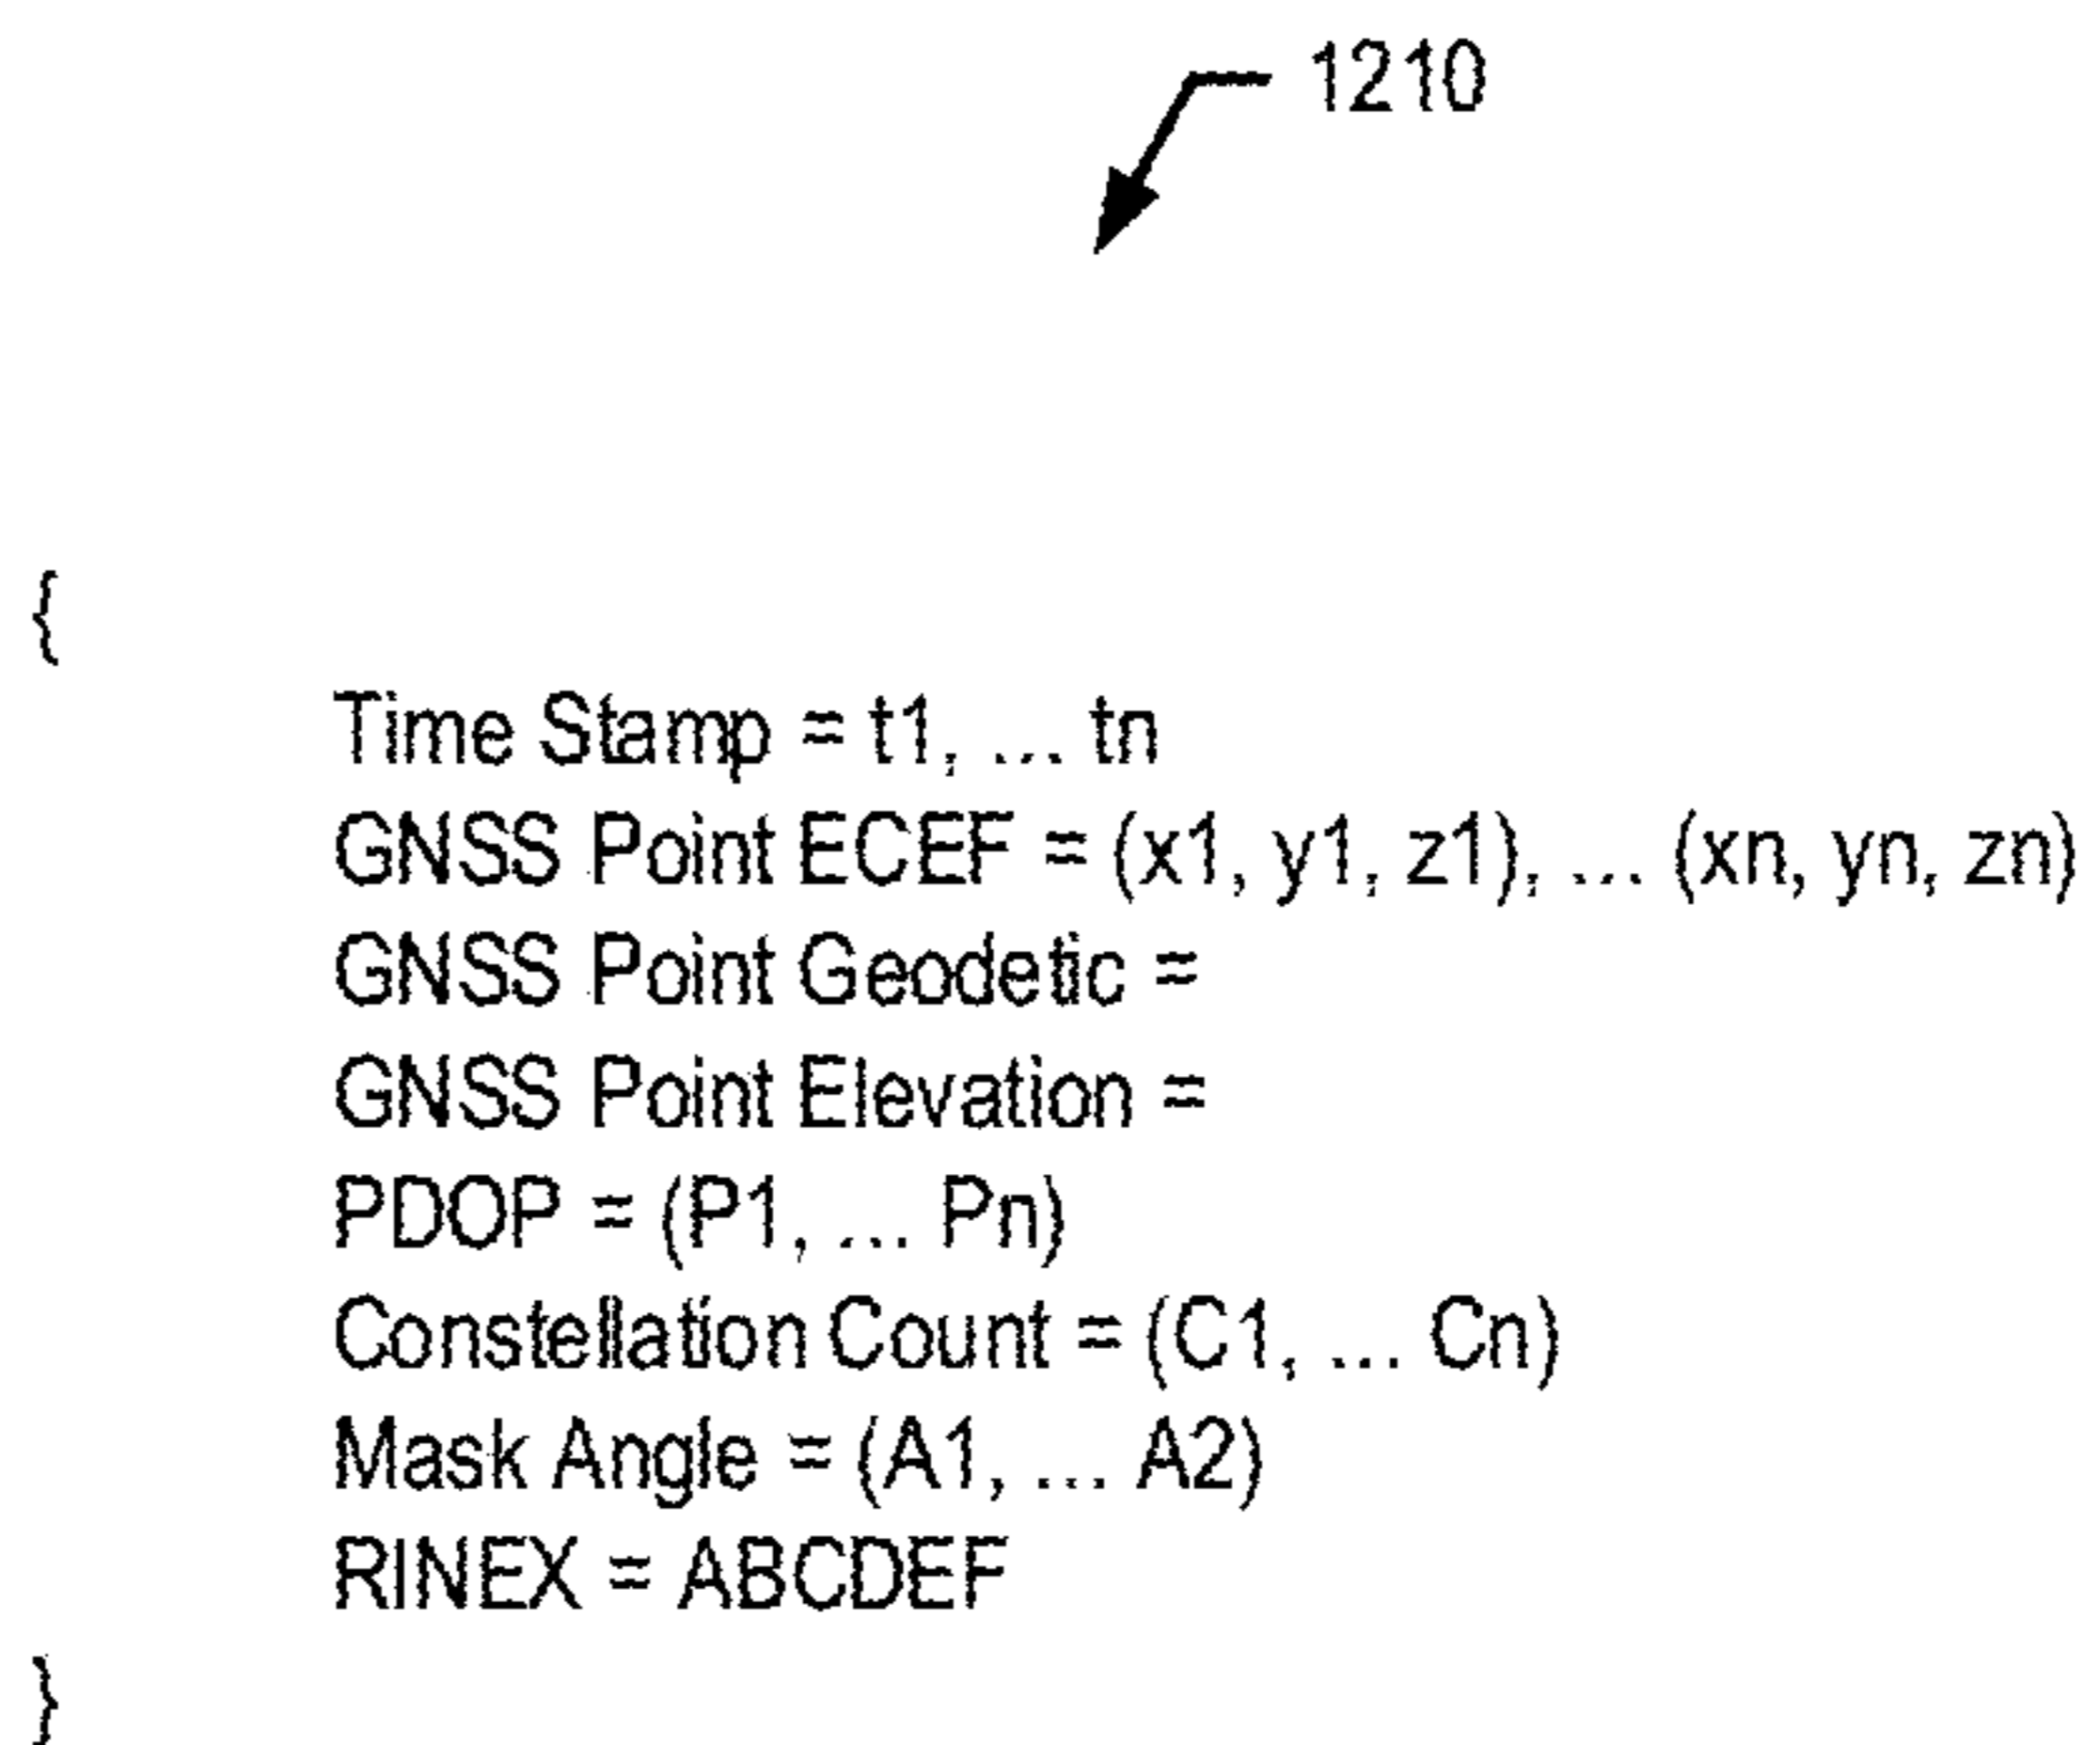 1210
{
Time Stamp = t1, ... tn
GNSS Point ECEF = (x1, y1, z1), ... (xn, yn, zn)
GNSS Point Geodetic =
GNSS Point Elevation =
PDOP = (P1, ... Pn)
Constellation Count = (C1, ... Cn)
Mask Angle = (A1, ... A2)
RINEX = ABCDEF
}